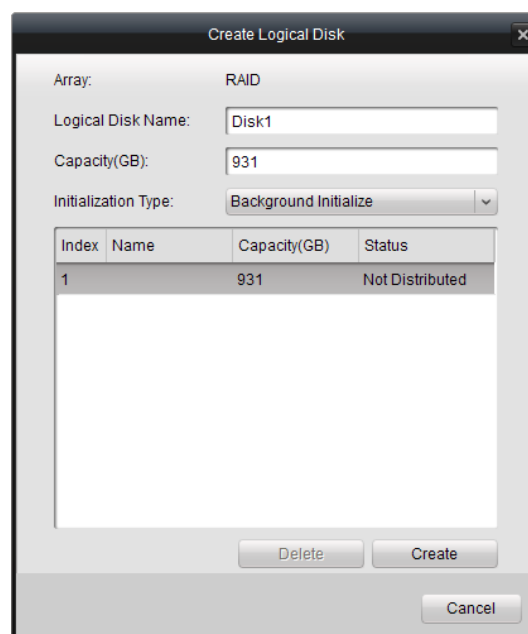 Create Logical Disk
Array: RAID
Logical Disk Name: Disk1
Capacity(GB): 931
Initialization Type: Background Initialize
Index Name Capacity(GB) Status
1 931 Not Distributed
Delete Create
Cancel